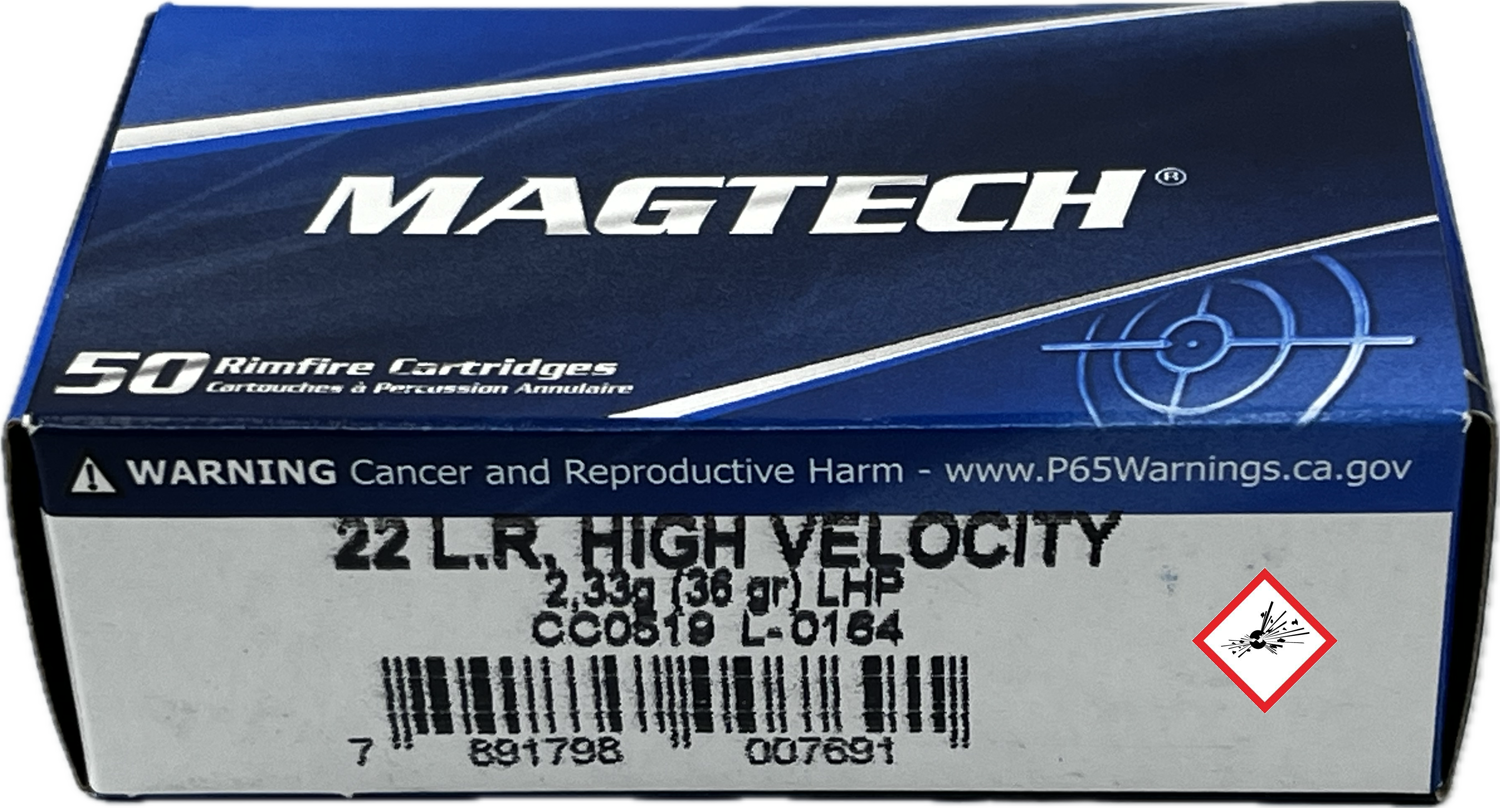 MAGTECH®
50 Rimfire Cartridges
Cartouches à Percussion Annulaire
WARNING Cancer and Reproductive Harm - www.P65Warnings.ca.gov
22 L.R. HIGH VELOCITY
2,33g (36 gr) LHP
CC0819 L-0164
7 891798 007691